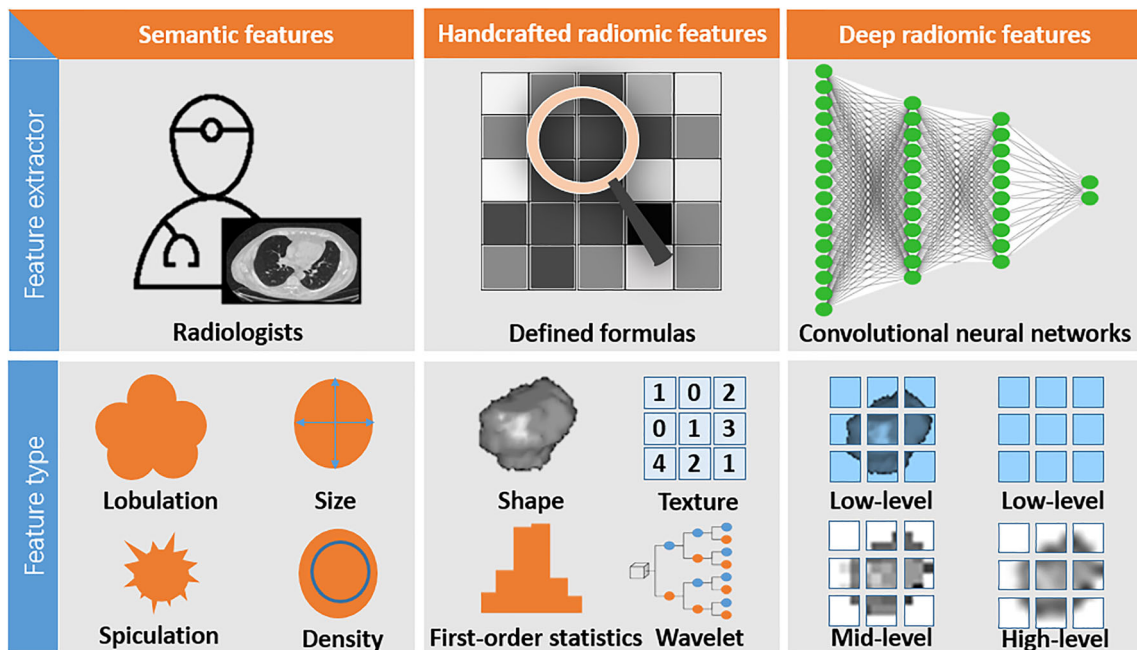 Semantic features
Handcrafted radiomic features
Deep radiomic features
Feature extractor
Radiologists
Defined formulas
Convolutional neural networks
Feature type
Lobulation
Size
Spiculation
Density
Shape
1 0 2
0 1 3
4 2 1
Texture
First-order statistics
Wavelet
Low-level
Low-level
Mid-level
High-level